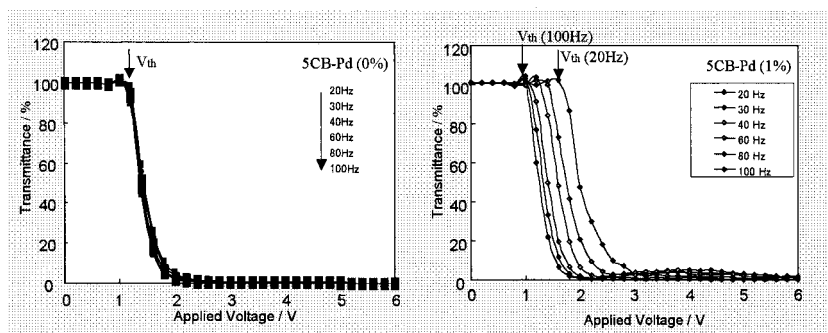 120
100
80
60
40
20
0
Transmittance / %
Vth
5CB-Pd (0%)
20Hz
30Hz
40Hz
60Hz
80Hz
100Hz
0 1 2 3 4 5 6
Applied Voltage / V
Vth (100Hz)
Vth (20Hz)
5CB-Pd (1%)
120
100
80
60
40
20
0
Transmittance / %
20 Hz
30 Hz
40 Hz
60 Hz
80 Hz
100 Hz
0 1 2 3 4 5 6
Applied Voltage / V